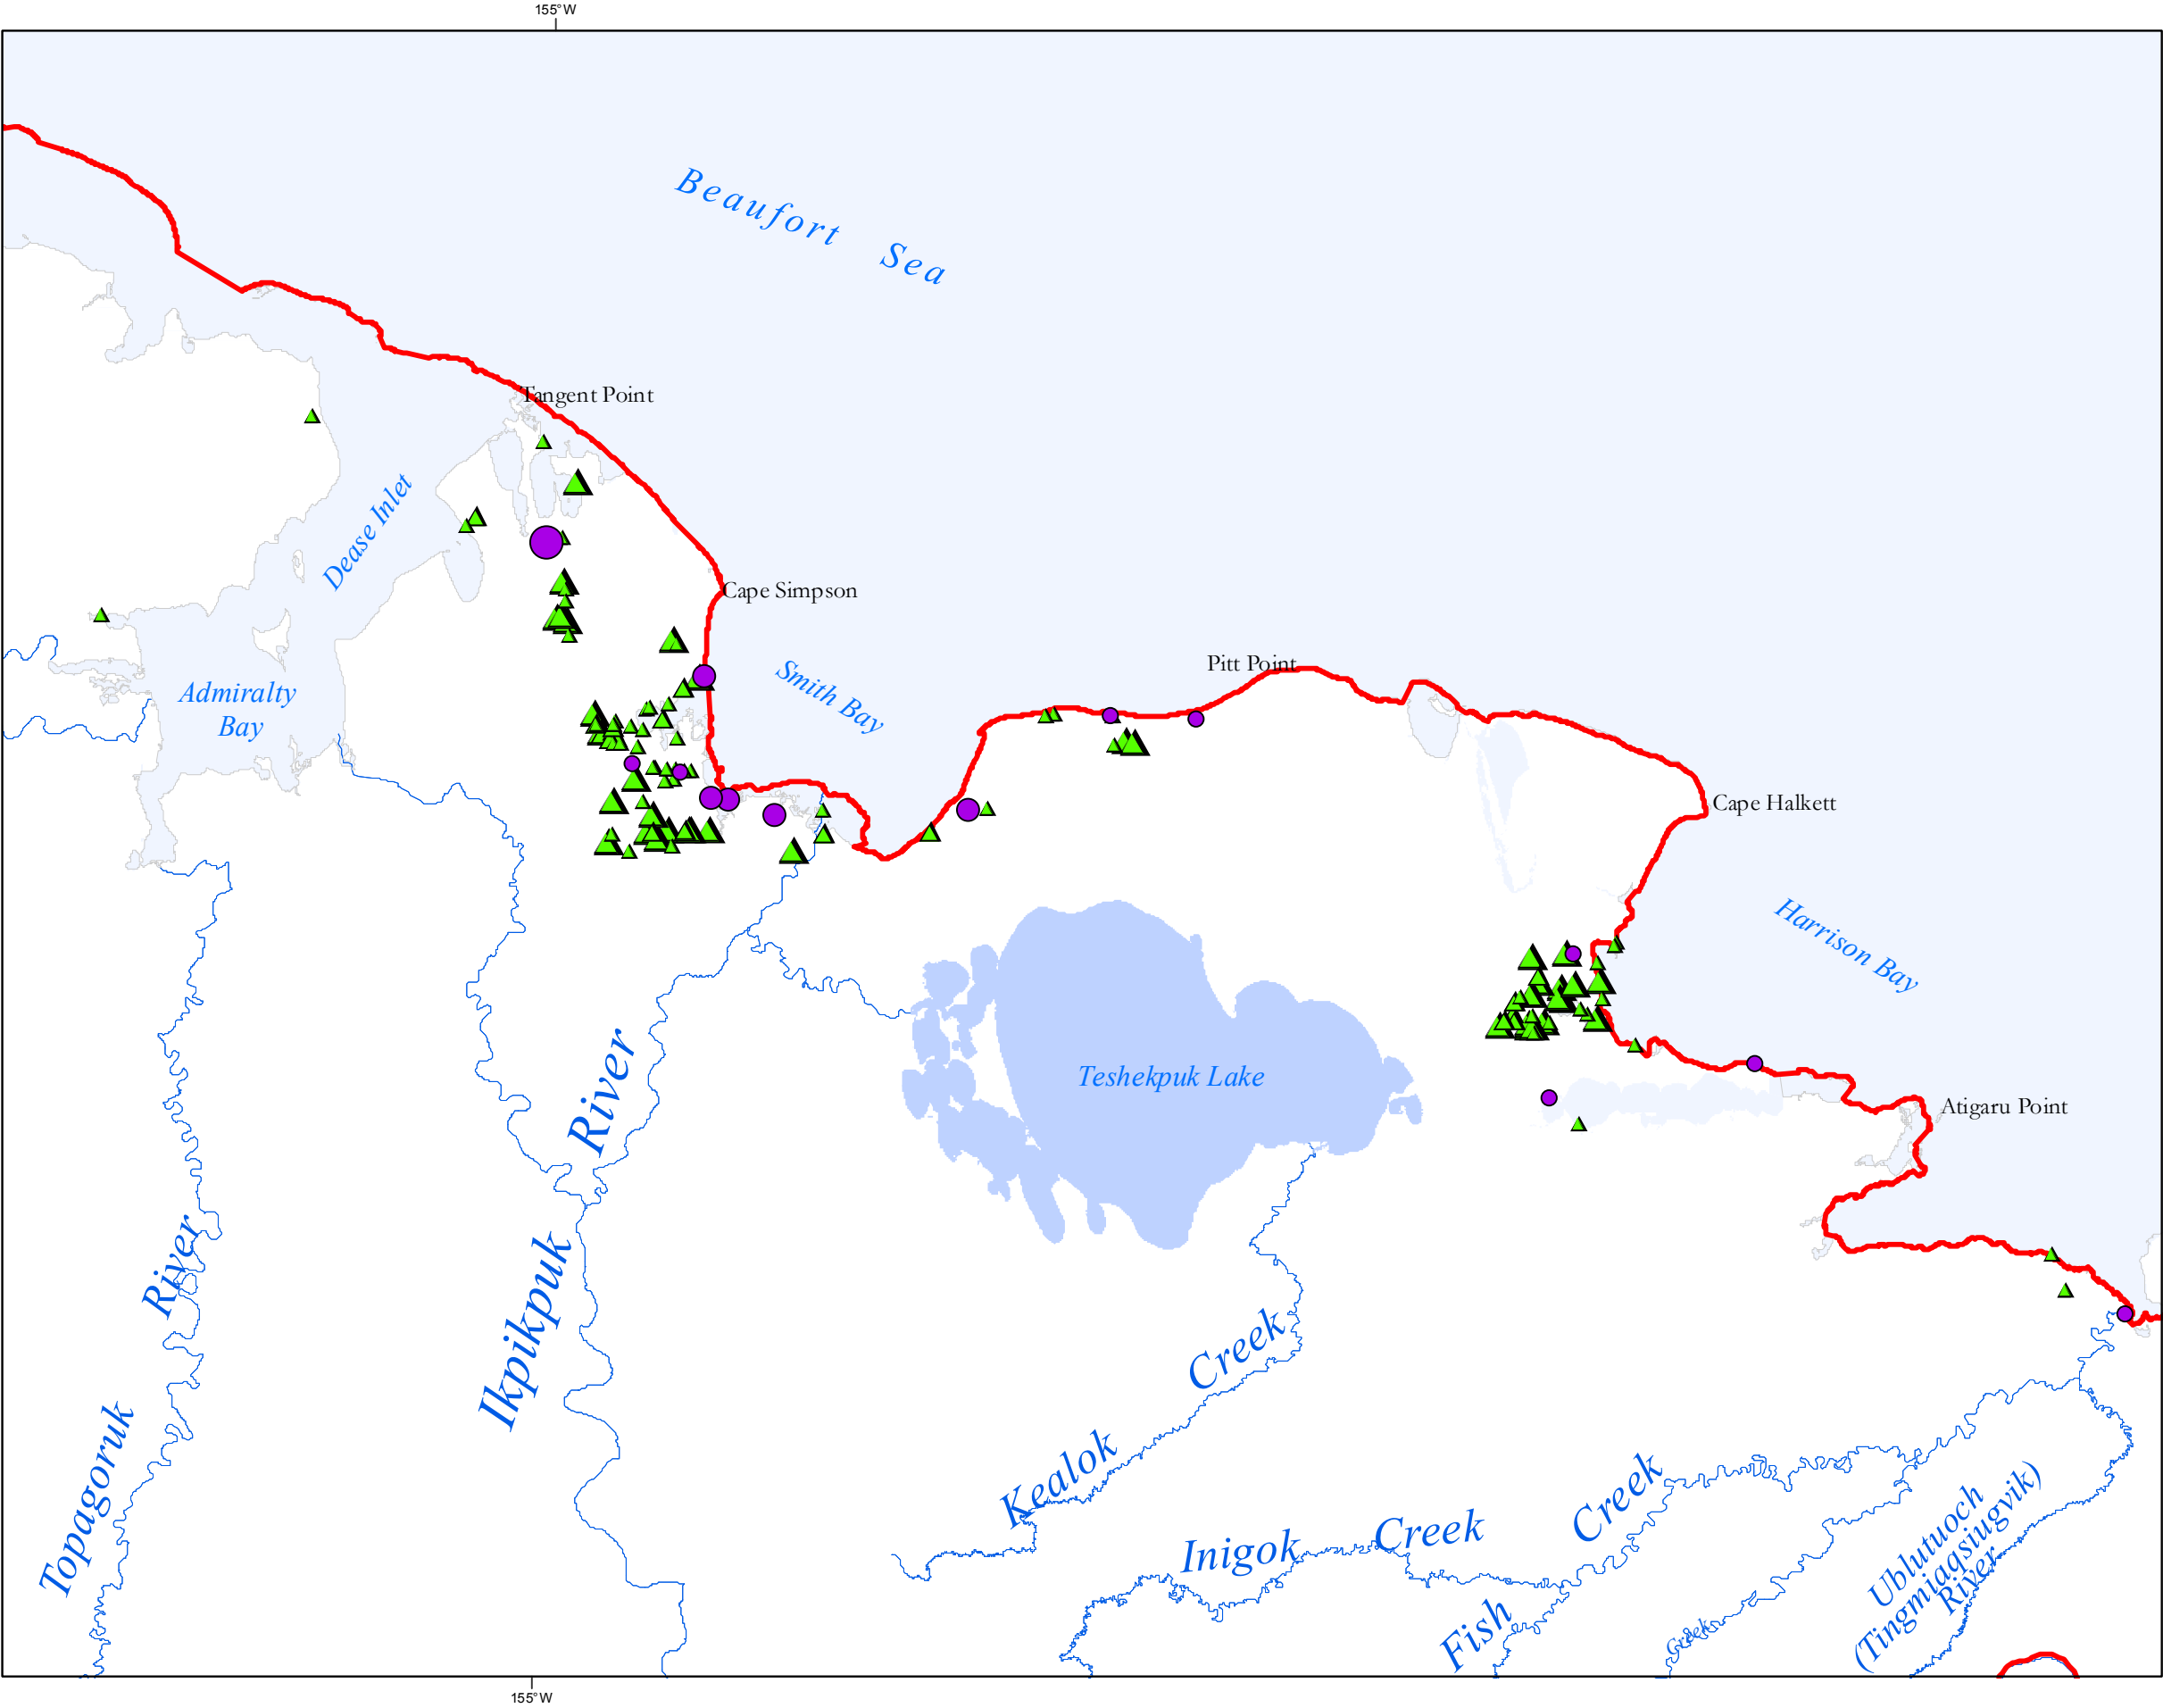 155°W
Beaufort Sea
Tangent Point
Dease Inlet
Cape Simpson
Smith Bay
Pitt Point
Admiralty
Bay
Cape Halkett
Harrison Bay
Teshekpuk Lake
Atigaru Point
Ikpikpuk River
Topagoruk River
Kealok Creek
Inigok Creek
Fish Creek
Creek
Ublutuoch
(Tingmiaqsiugvik)
River
155°W